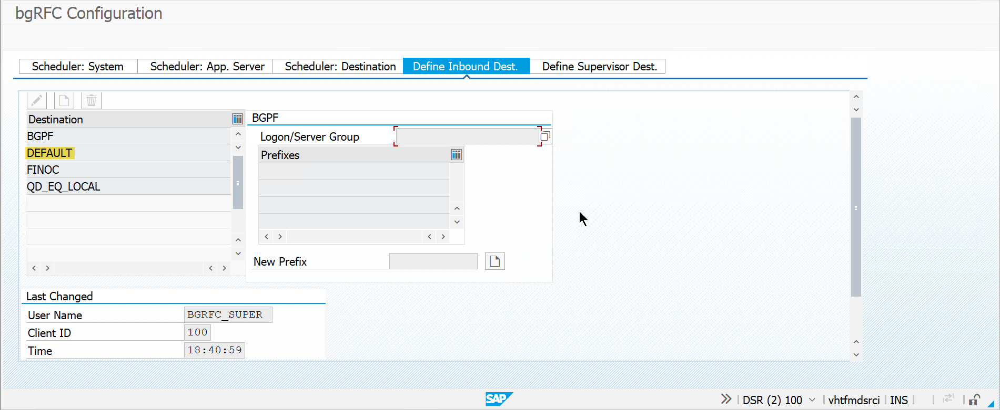 bgRFC Configuration
Scheduler: System
Scheduler: App. Server
Scheduler: Destination
Define Inbound Dest.
Define Supervisor Dest.
Destination
BGPF
DEFAULT
FINOC
QD_EQ_LOCAL
BGPF
Logon/Server Group
Prefixes
New Prefix
Last Changed
User Name BGRFC_SUPER
Client ID 100
Time 18:40:59
SAP
DSR (2) 100
vhtfmdsrci
INS